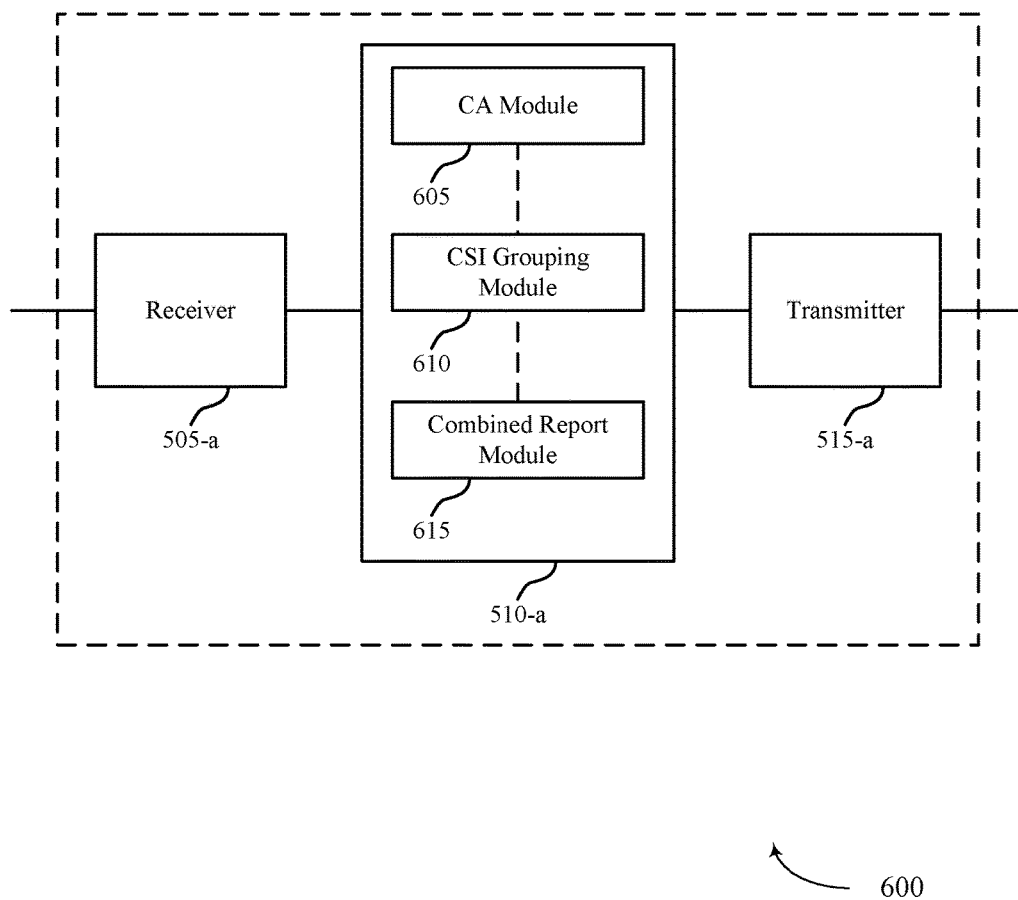 CA Module
605
CSI Grouping
Module
610
Receiver
505-a
Combined Report
Module
615
510-a
Transmitter
515-a
600